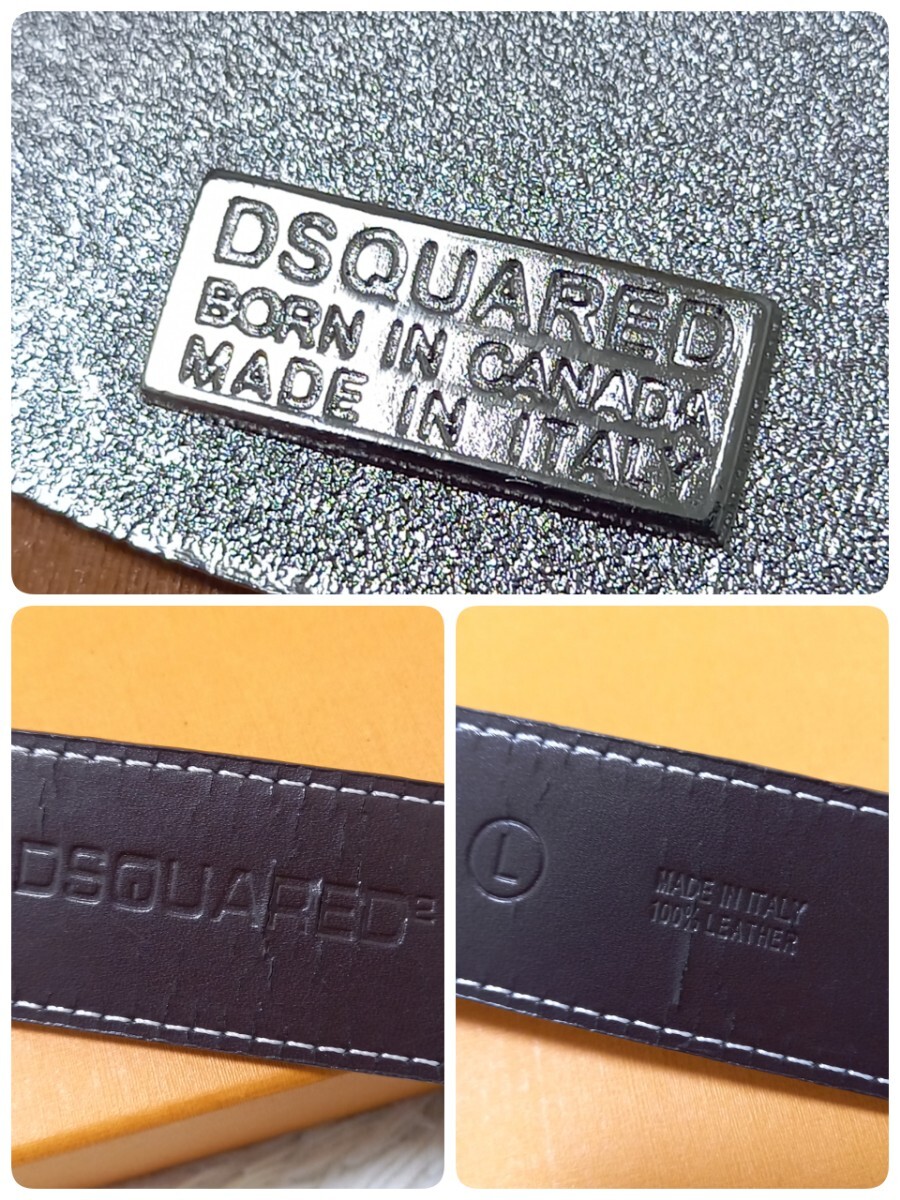 DSQUARED
BORN IN CANADA
MADE IN ITALY
DSQUARED2
L
MADE IN ITALY
100% LEATHER